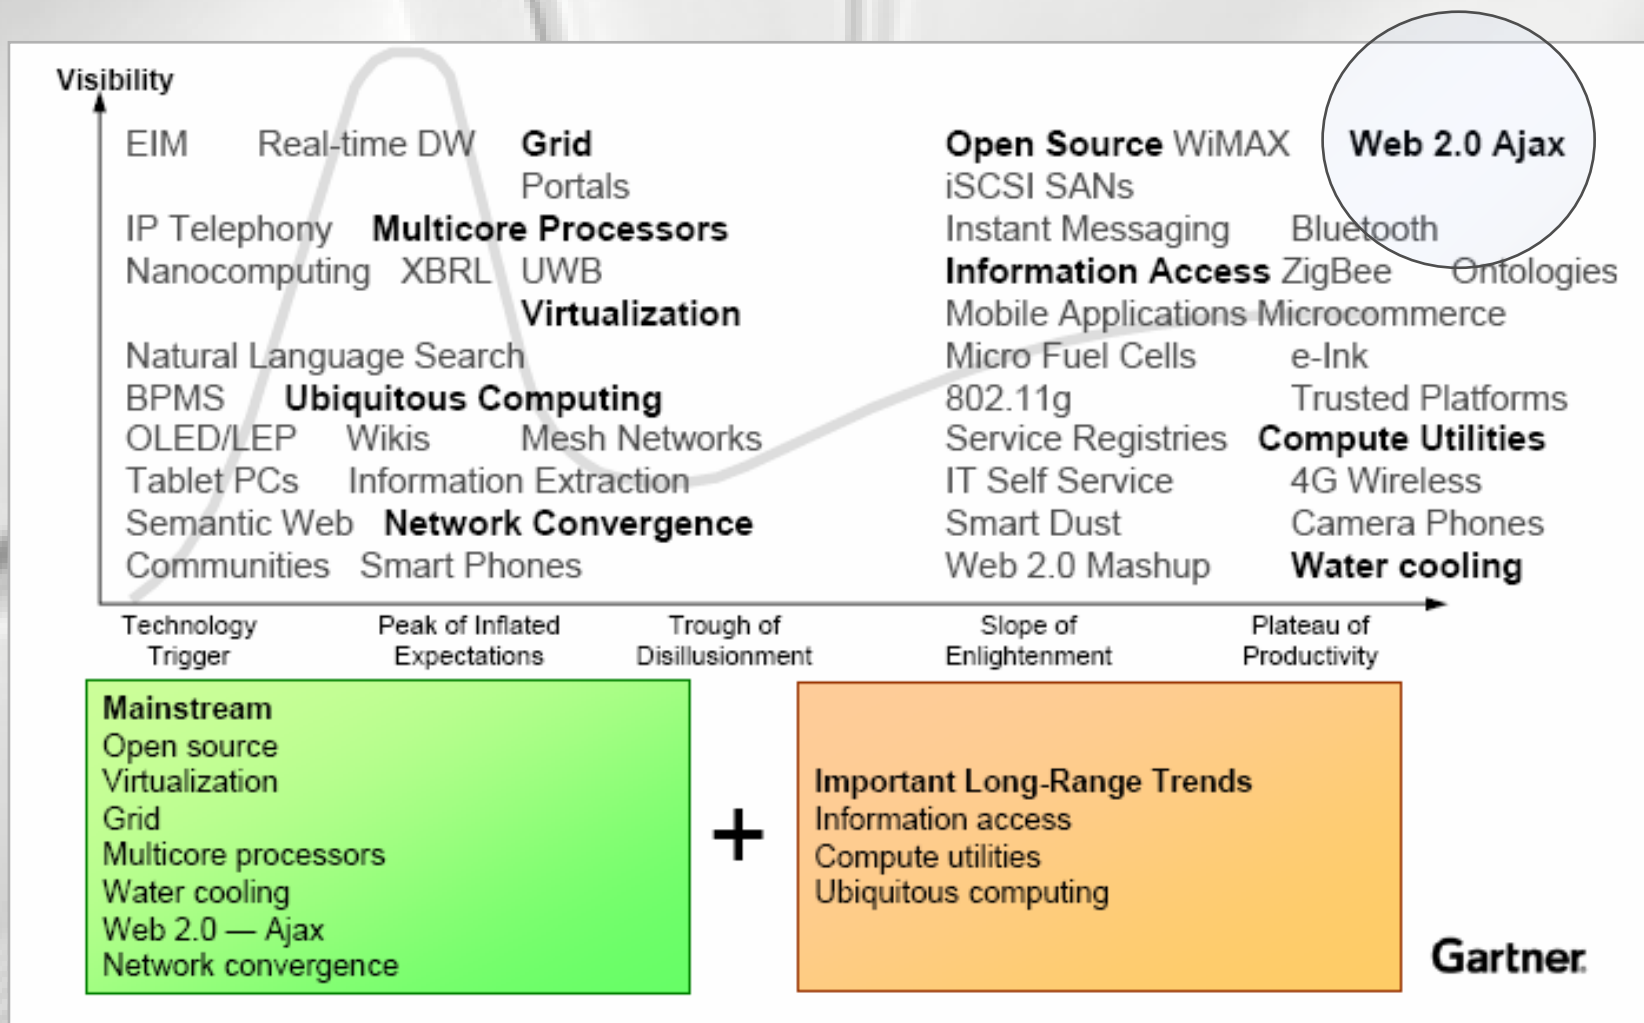 Visibility
EIM Real-time DW Grid Open Source WiMAX Web 2.0 Ajax
Portals iSCSI SANs
IP Telephony Multicore Processors Instant Messaging Bluetooth
Nanocomputing XBRL UWB Information Access ZigBee Ontologies
Virtualization Mobile Applications Microcommerce
Natural Language Search Micro Fuel Cells e-Ink
BPMS Ubiquitous Computing 802.11g Trusted Platforms
OLED/LEP Wikis Mesh Networks Service Registries Compute Utilities
Tablet PCs Information Extraction IT Self Service 4G Wireless
Semantic Web Network Convergence Smart Dust Camera Phones
Communities Smart Phones Web 2.0 Mashup Water cooling
Technology Peak of Inflated Trough of Slope of Plateau of
Trigger Expectations Disillusionment Enlightenment Productivity
Mainstream
Open source
Virtualization
Grid
Multicore processors
Water cooling
Web 2.0 — Ajax
Network convergence
+
Important Long-Range Trends
Information access
Compute utilities
Ubiquitous computing
Gartner